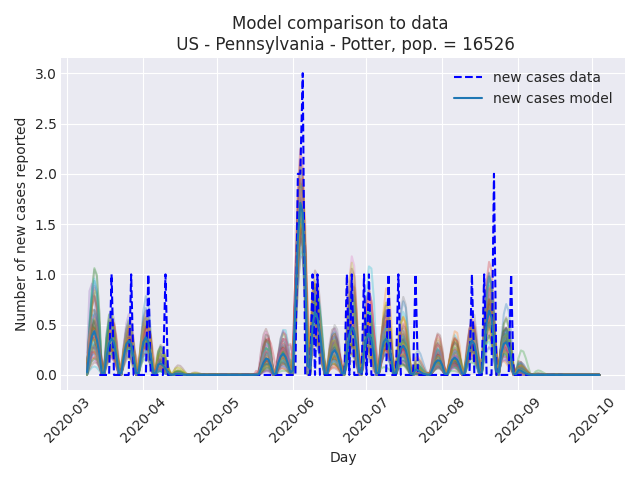 Model comparison to data
US - Pennsylvania - Potter, pop. = 16526
new cases data
new cases model
Number of new cases reported
3.0
2.5
2.0
1.5
1.0
0.5
0.0
2020-03
2020-04
2020-05
2020-06
2020-07
2020-08
2020-09
2020-10
Day